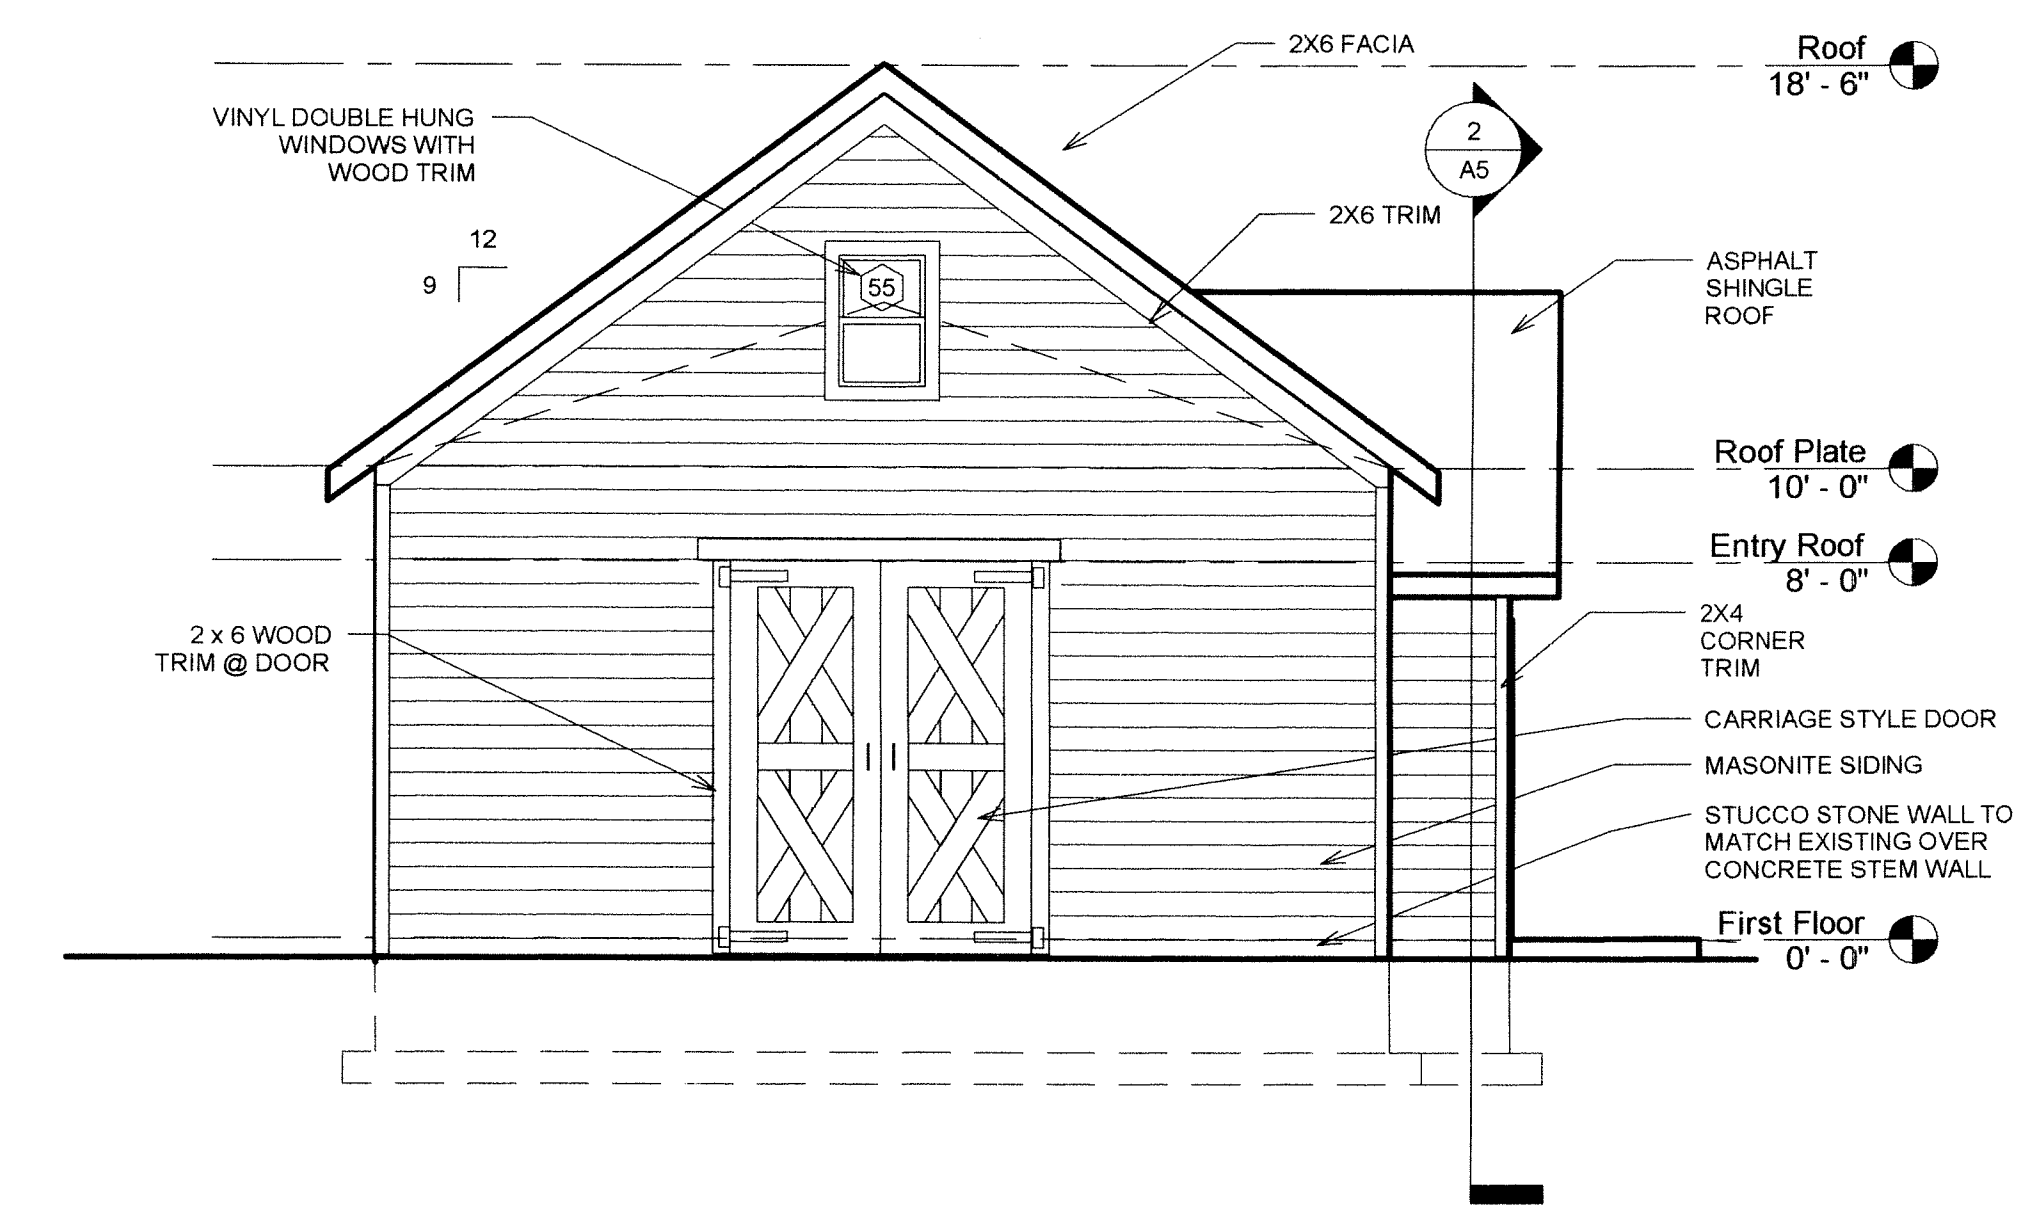 2X6 FACIA
Roof
18' - 6"
VINYL DOUBLE HUNG
WINDOWS WITH
WOOD TRIM
2
A5
2X6 TRIM
12
9
55
ASPHALT
SHINGLE
ROOF
Roof Plate
10' - 0"
Entry Roof
8' - 0"
2 x 6 WOOD
TRIM @ DOOR
2X4
CORNER
TRIM
CARRIAGE STYLE DOOR
MASONITE SIDING
STUCCO STONE WALL TO
MATCH EXISTING OVER
CONCRETE STEM WALL
First Floor
0' - 0"